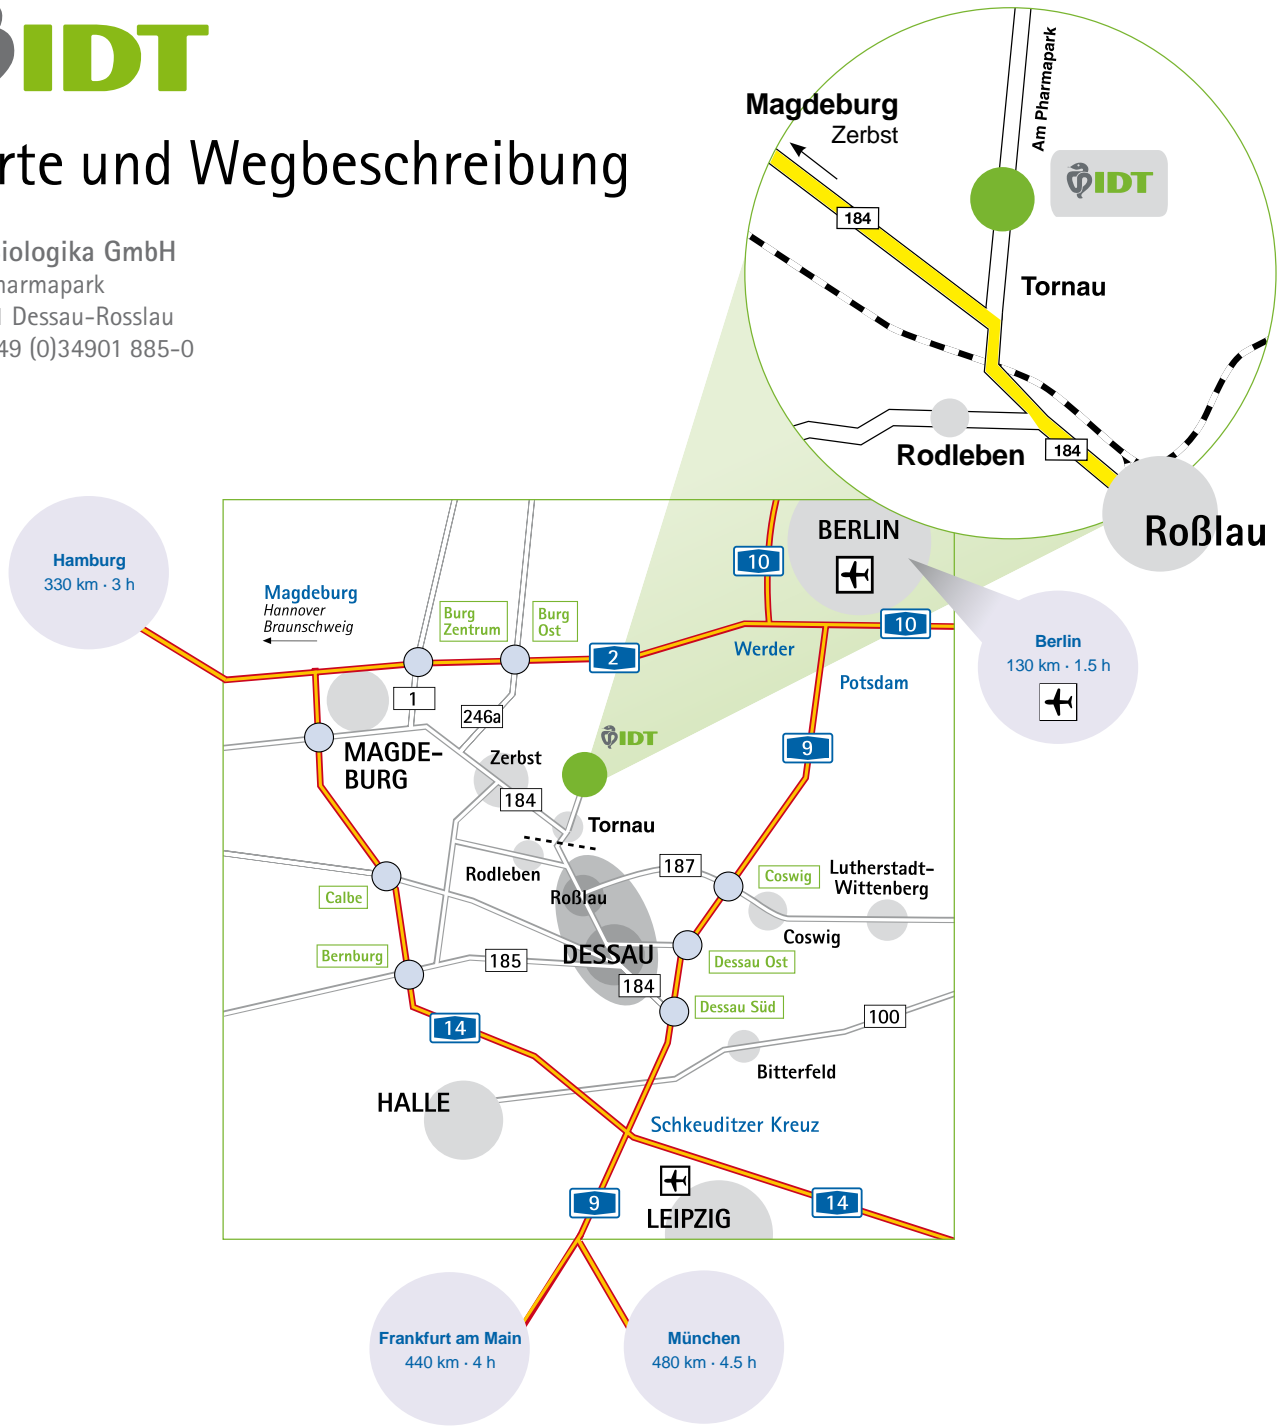 IDT
rte und Wegbeschreibung
iologika GmbH
harmapark
Dessau-Rosslau
49 (0)34901 885-0
Am Pharmapark
Magdeburg
Zerbst
IDT
184
Tornau
Rodleben
184
Roßlau
Hamburg
330 km · 3 h
Magdeburg
Hannover
Braunschweig
Burg
Zentrum
Burg
Ost
10
BERLIN
10
2
Werder
Potsdam
Berlin
130 km · 1.5 h
1
246a
IDT
9
MAGDE-
BURG
Zerbst
184
Tornau
Rodleben
187
Coswig
Lutherstadt-
Wittenberg
Calbe
Roßlau
Coswig
Bernburg
185
DESSAU
Dessau Ost
184
Dessau Süd
100
14
Bitterfeld
HALLE
Schkeuditzer Kreuz
9
14
LEIPZIG
Frankfurt am Main
440 km · 4 h
München
480 km · 4.5 h